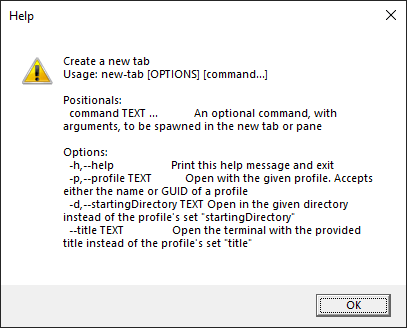 Help
Create a new tab
Usage: new-tab [OPTIONS] [command...]
Positionals:
command TEXT ... An optional command, with
arguments, to be spawned in the new tab or pane
Options:
-h,--help Print this help message and exit
-p,--profile TEXT Open with the given profile. Accepts
either the name or GUID of a profile
-d,--startingDirectory TEXT Open in the given directory
instead of the profile's set "startingDirectory"
--title TEXT Open the terminal with the provided
title instead of the profile's set "title"
OK